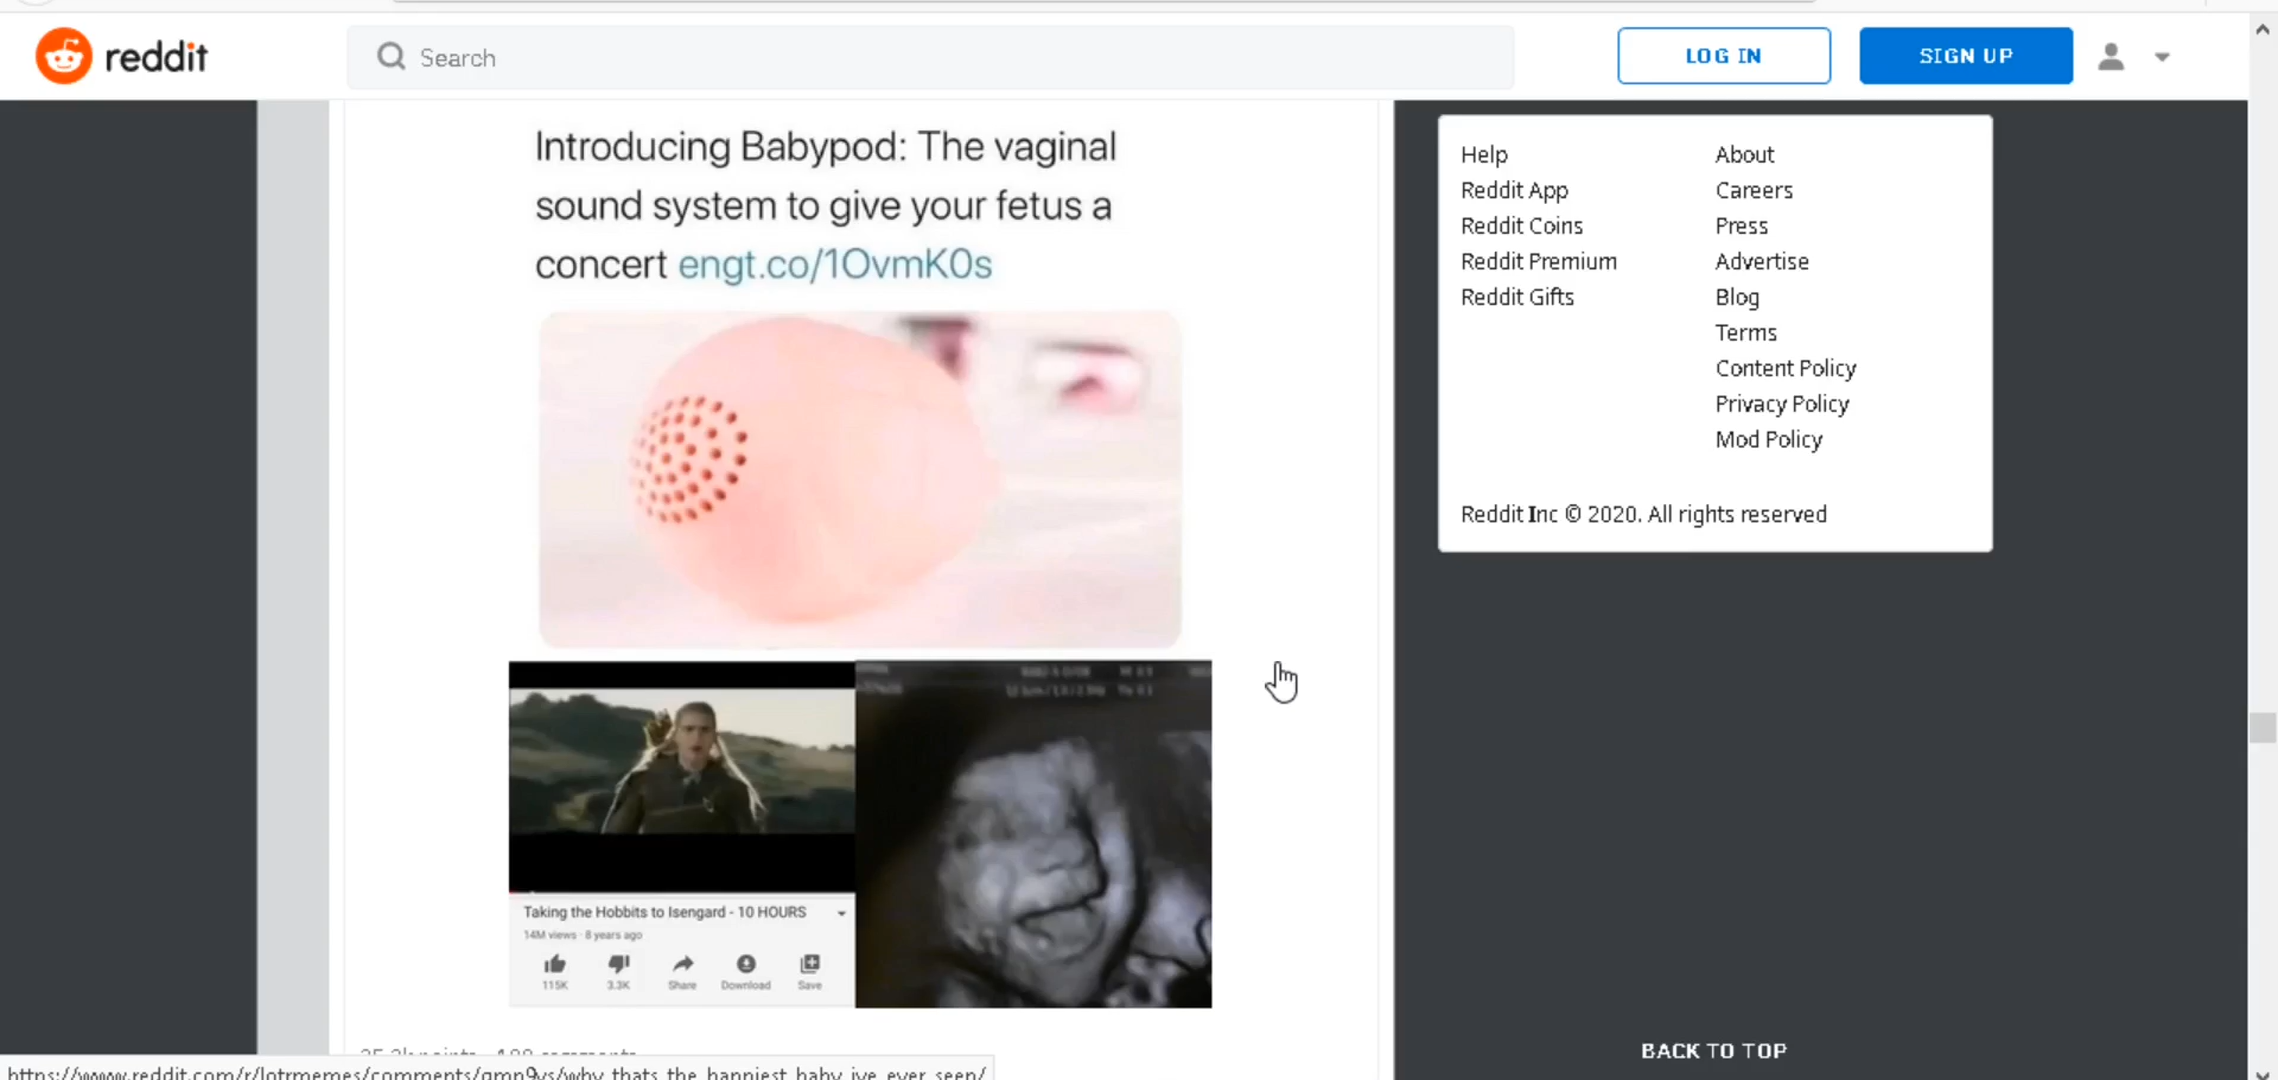 reddit
Search
LOG IN
SIGN UP
Introducing Babypod: The vaginal
sound system to give your fetus a
concert engt.co/1OvmK0s
Taking the Hobbits to Isengard - 10 HOURS
14M views · 8 years ago
115K
3.3K
Share
Download
Save
Help
Reddit App
Reddit Coins
Reddit Premium
Reddit Gifts
About
Careers
Press
Advertise
Blog
Terms
Content Policy
Privacy Policy
Mod Policy
Reddit Inc © 2020. All rights reserved
BACK TO TOP